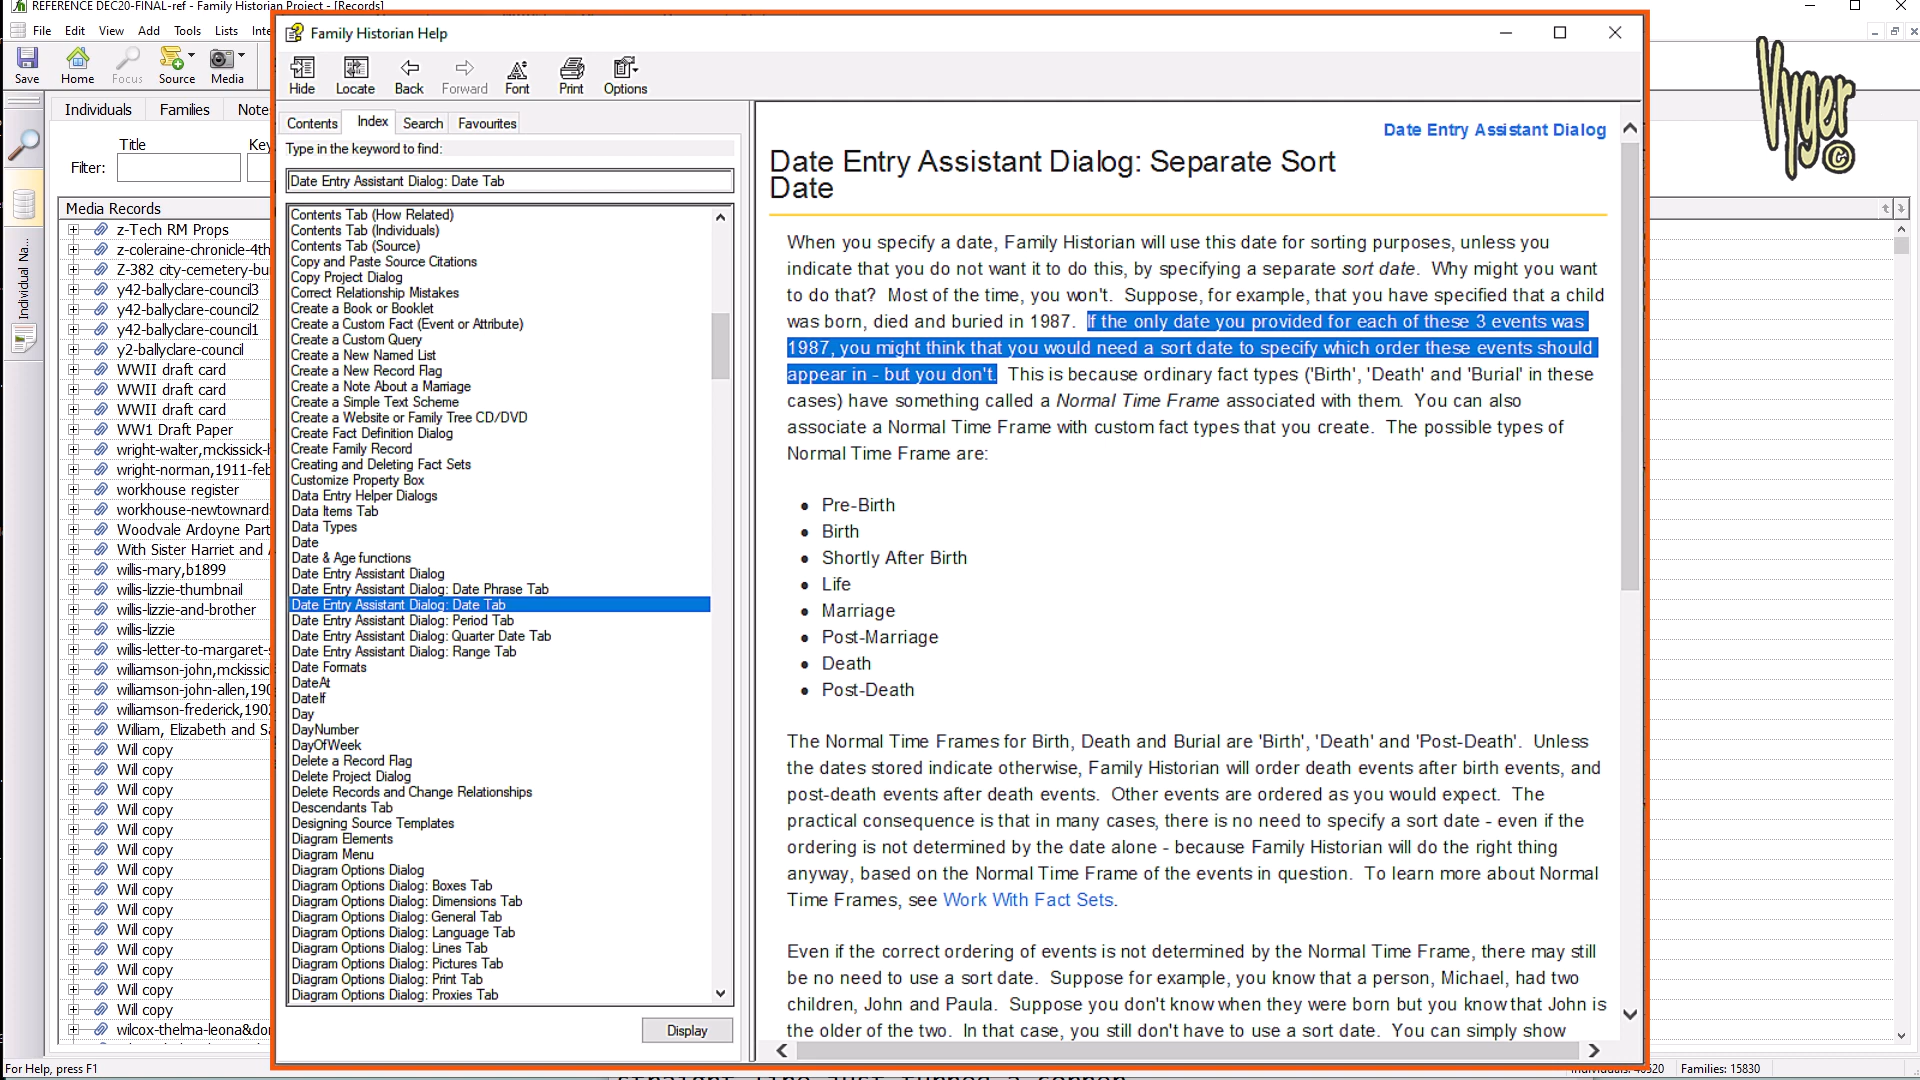 REFERENCE DEC20-FINAL-ref - Family Historian Project - [Records]
File Edit View Add Tools Lists
Save Home Focus Source Media
Individuals Families
Title
Filter:
Individual Na...
Media Records
z-Tech RM Props
z-coleraine-chronicle-4th
Z-382 city-cemetery-bu
y42-ballyclare-council3
y42-ballyclare-council2
y42-ballyclare-council1
y2-ballyclare-council
WWII draft card
WWII draft card
WWII draft card
WW1 Draft Paper
wright-walter,mckissick-
wright-norman,1911-feb
workhouse register
workhouse-newtownard
Woodvale Ardoyne Part
With Sister Harriet and
willis-mary,b1899
willis-lizzie-thumbnail
willis-lizzie-and-brother
willis-lizzie
willis-letter-to-margaret-
williamson-john,mckissic
williamson-john-allen,190
williamson-frederick,190
William, Elizabeth and Sa
Will copy
Will copy
Will copy
Will copy
Will copy
Will copy
Will copy
Will copy
Will copy
Will copy
Will copy
Will copy
Will copy
Will copy
wilcox-thelma-leona&do
For Help, press F1
Family Historian Help
Hide Locate Back Forward Font Print Options
Contents Index Search Favourites
Type in the keyword to find:
Date Entry Assistant Dialog: Date Tab
Contents Tab (How Related)
Contents Tab (Individuals)
Contents Tab (Source)
Copy and Paste Source Citations
Copy Project Dialog
Correct Relationship Mistakes
Create a Book or Booklet
Create a Custom Fact (Event or Attribute)
Create a Custom Query
Create a New Named List
Create a New Record Flag
Create a Note About a Marriage
Create a Simple Text Scheme
Create a Website or Family Tree CD/DVD
Create Fact Definition Dialog
Create Family Record
Creating and Deleting Fact Sets
Customize Property Box
Data Entry Helper Dialogs
Data Items Tab
Data Types
Date
Date & Age functions
Date Entry Assistant Dialog
Date Entry Assistant Dialog: Date Phrase Tab
Date Entry Assistant Dialog: Date Tab
Date Entry Assistant Dialog: Period Tab
Date Entry Assistant Dialog: Quarter Date Tab
Date Entry Assistant Dialog: Range Tab
Date Formats
DateAt
DateIf
Day
DayNumber
DayOfWeek
Delete a Record Flag
Delete Project Dialog
Delete Records and Change Relationships
Descendants Tab
Designing Source Templates
Diagram Elements
Diagram Menu
Diagram Options Dialog
Diagram Options Dialog: Boxes Tab
Diagram Options Dialog: Dimensions Tab
Diagram Options Dialog: General Tab
Diagram Options Dialog: Language Tab
Diagram Options Dialog: Lines Tab
Diagram Options Dialog: Pictures Tab
Diagram Options Dialog: Print Tab
Diagram Options Dialog: Proxies Tab
Display
Date Entry Assistant Dialog
Date Entry Assistant Dialog: Separate Sort
Date
When you specify a date, Family Historian will use this date for sorting purposes, unless you
indicate that you do not want it to do this, by specifying a separate sort date. Why might you want
to do that? Most of the time, you won't. Suppose, for example, that you have specified that a child
was born, died and buried in 1987. If the only date you provided for each of these 3 events was
1987, you might think that you would need a sort date to specify which order these events should
appear in - but you don't. This is because ordinary fact types ('Birth', 'Death' and 'Burial' in these
cases) have something called a Normal Time Frame associated with them. You can also
associate a Normal Time Frame with custom fact types that you create. The possible types of
Normal Time Frame are:
Pre-Birth
Birth
Shortly After Birth
Life
Marriage
Post-Marriage
Death
Post-Death
The Normal Time Frames for Birth, Death and Burial are 'Birth', 'Death' and 'Post-Death'. Unless
the dates stored indicate otherwise, Family Historian will order death events after birth events, and
post-death events after death events. Other events are ordered as you would expect. The
practical consequence is that in many cases, there is no need to specify a sort date - even if the
ordering is not determined by the date alone - because Family Historian will do the right thing
anyway, based on the Normal Time Frame of the events in question. To learn more about Normal
Time Frames, see Work With Fact Sets.
Even if the correct ordering of events is not determined by the Normal Time Frame, there may still
be no need to use a sort date. Suppose for example, you know that a person, Michael, had two
children, John and Paula. Suppose you don't know when they were born but you know that John is
the older of the two. In that case, you still don't have to use a sort date. You can simply show
Vyger ©
Families: 15830